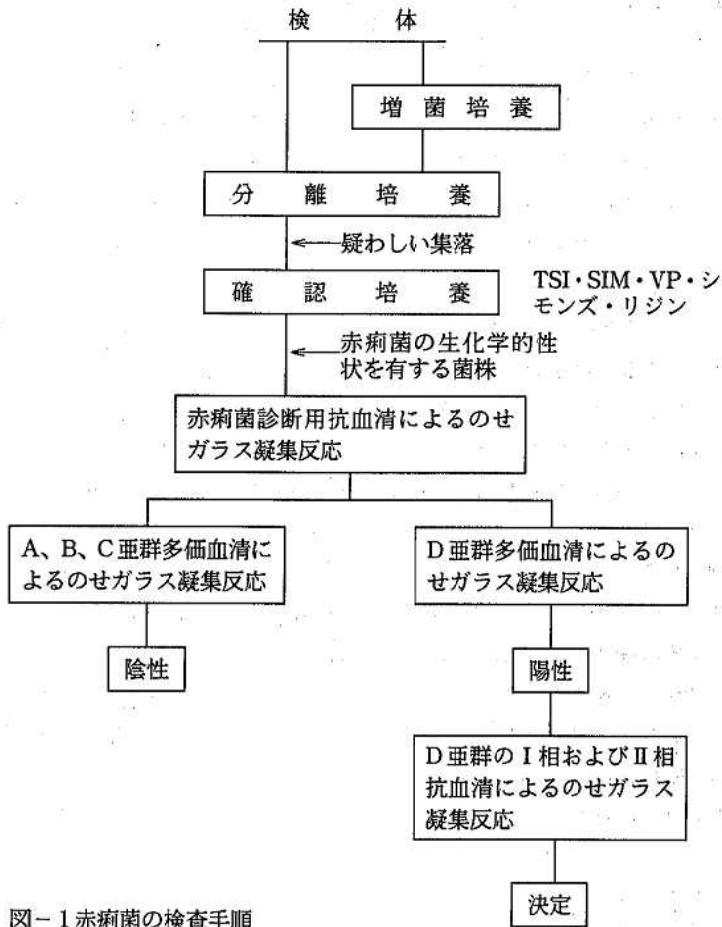 検体
増菌培養
分離培養
疑わしい集落
確認培養
TSI・SIM・VP・シ
モンズ・リジン
赤痢菌の生化学的性
状を有する菌株
赤痢菌診断用抗血清によるのせ
ガラス凝集反応
A、B、C亜群多価血清に
よるのせガラス凝集反応
D亜群多価血清によるの
せガラス凝集反応
陰性
陽性
D亜群のⅠ相およびⅡ相
抗血清によるのせガラス
凝集反応
決定
図－1赤痢菌の検査手順